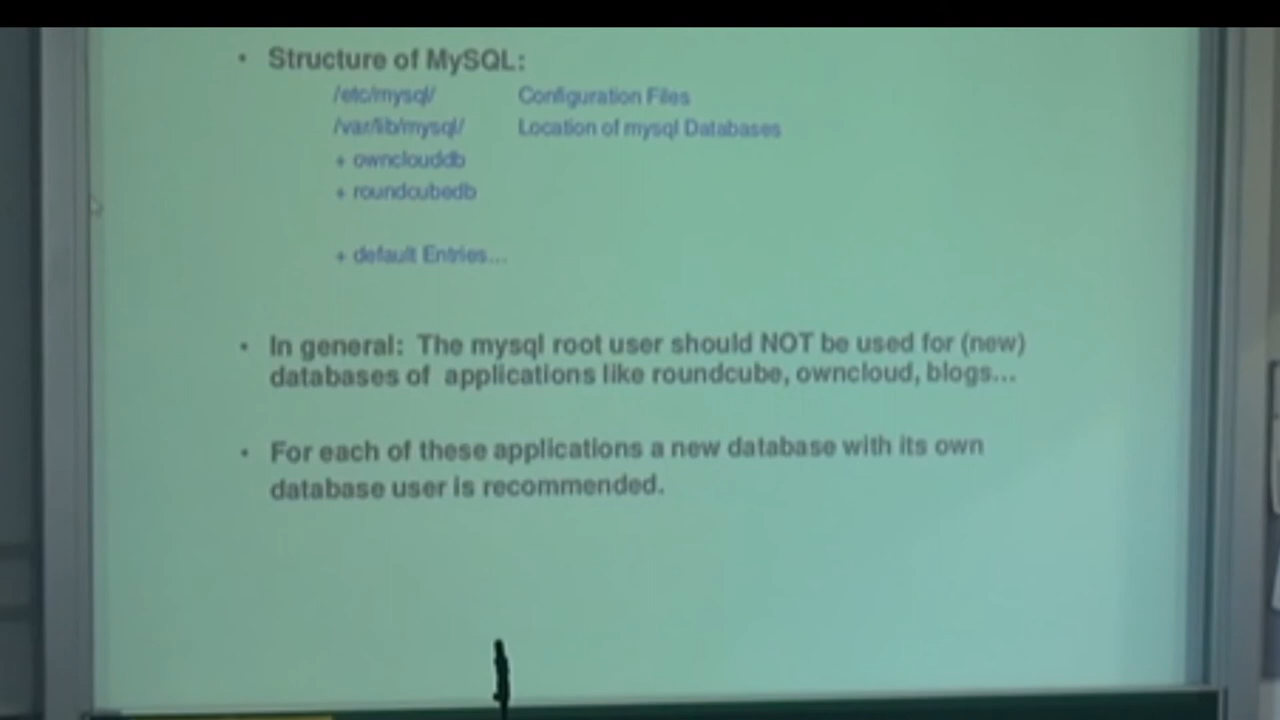 • Structure of MySQL:
/etc/mysql/ Configuration Files
/var/lib/mysql/ Location of mysql Databases
+ ownclouddb
+ roundcubedb
+ default Entries...
• In general: The mysql root user should NOT be used for (new)
databases of applications like roundcube, owncloud, blogs...
• For each of these applications a new database with its own
database user is recommended.